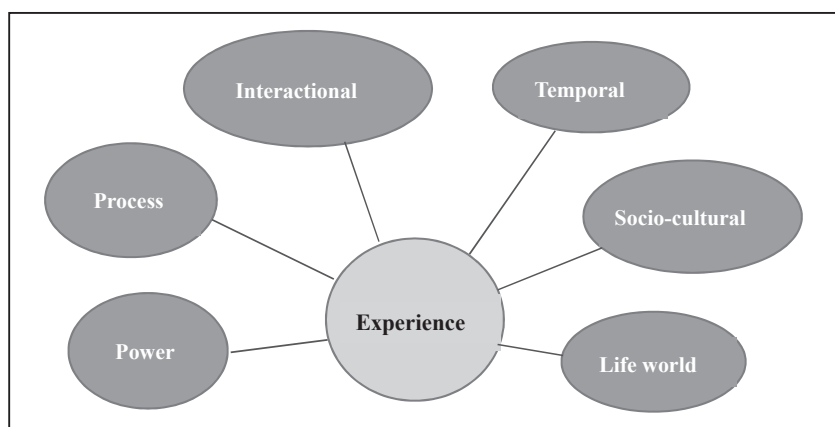 Interactional
Temporal
Process
Socio-cultural
Experience
Power
Life world